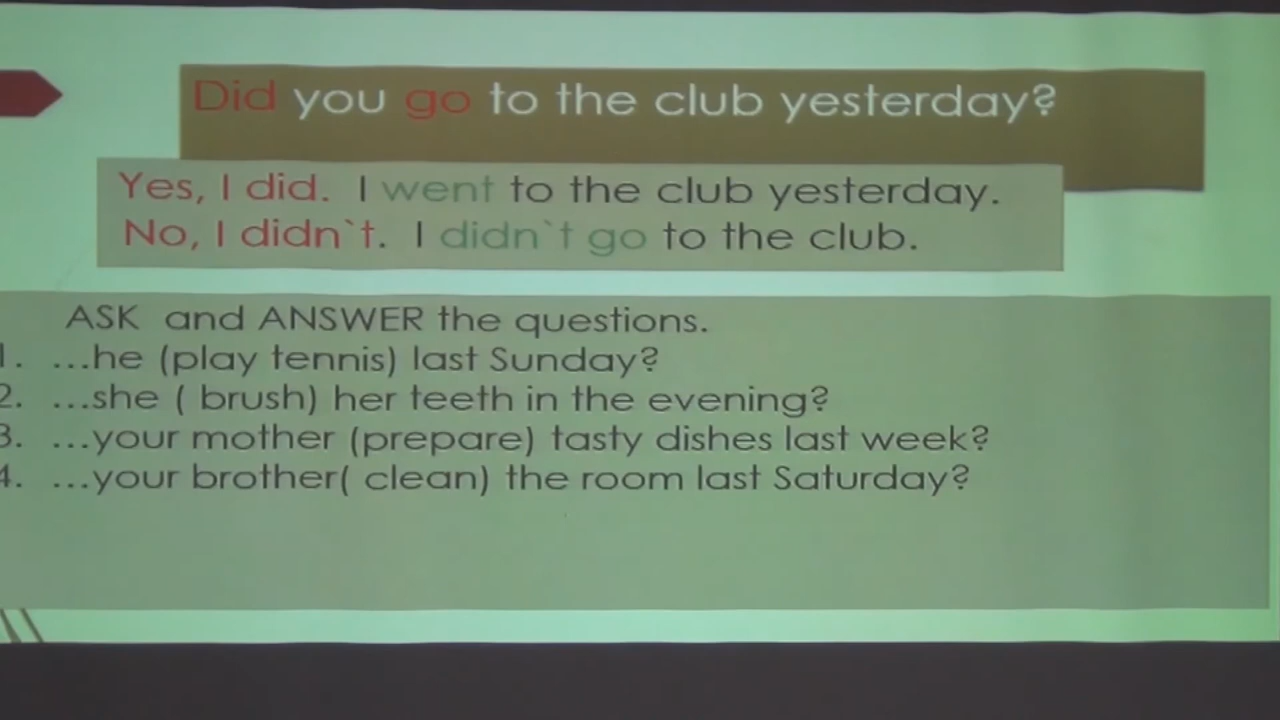 Did you go to the club yesterday?
Yes, I did. I went to the club yesterday.
No, I didn`t. I didn`t go to the club.
ASK and ANSWER the questions.
1. ...he (play tennis) last Sunday?
2. ...she ( brush) her teeth in the evening?
3. ...your mother (prepare) tasty dishes last week?
4. ...your brother( clean) the room last Saturday?